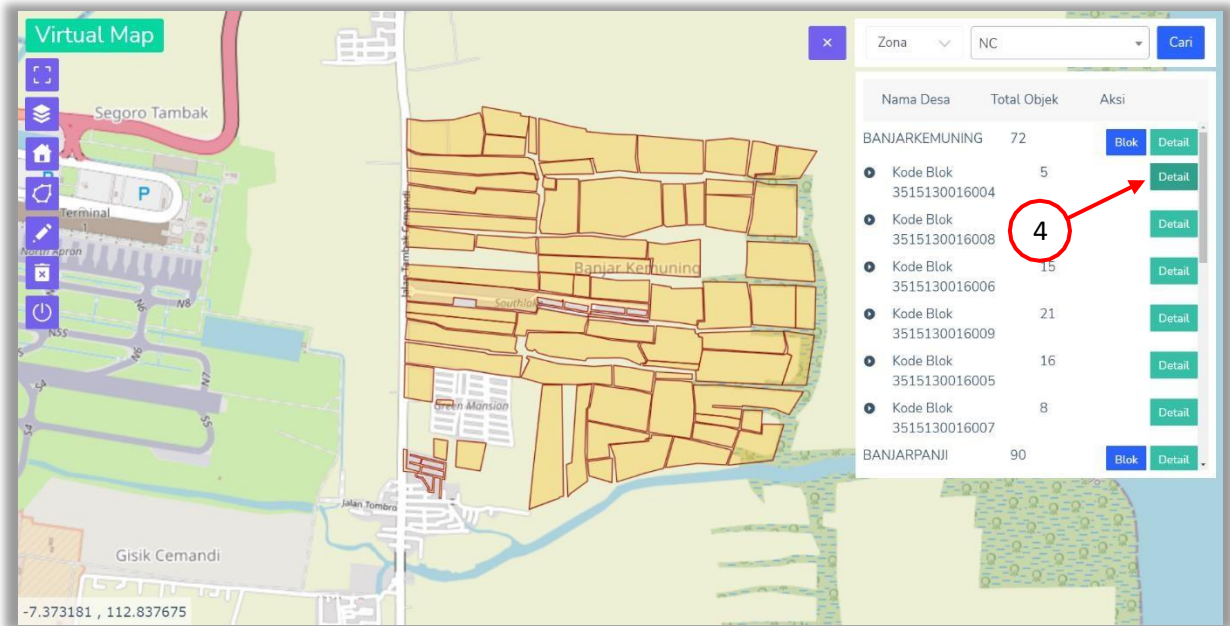 Virtual Map
Zona
NC
Cari
Nama Desa Total Objek Aksi
BANJARKEMUNING 72 Blok Detail
Kode Blok 5 Detail
3515130016004
Kode Blok Detail
3515130016008
4
Kode Blok 15 Detail
3515130016006
Kode Blok 21 Detail
3515130016009
Kode Blok 16 Detail
3515130016005
Kode Blok 8 Detail
3515130016007
BANJARPANJI 90 Blok Detail
Segoro Tambak
P
P
Terminal
1
North Apron
N6
N8
N5S
N6
N7
S4
S5
S4
Jalan Tambak Cemandi
Banjar Kemuning
Green Mansion
Jalan Tombro
Gisik Cemandi
-7.373181 , 112.837675